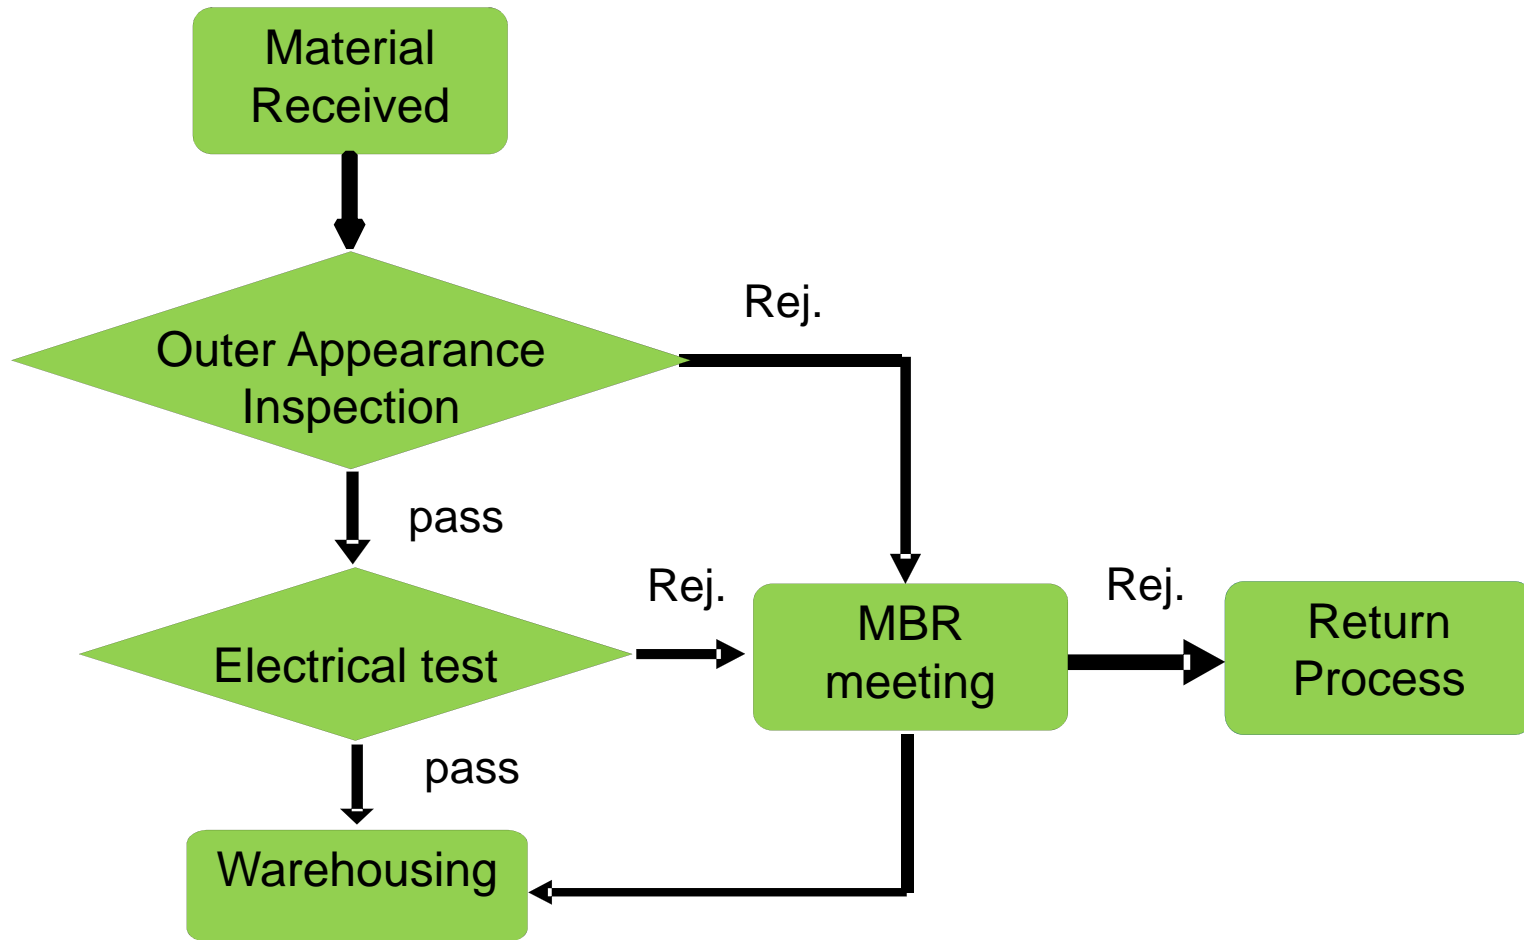 Material
Received
Rej.
Outer Appearance
Inspection
pass
Rej.
MBR
meeting
Rej.
Return
Process
Electrical test
pass
Warehousing